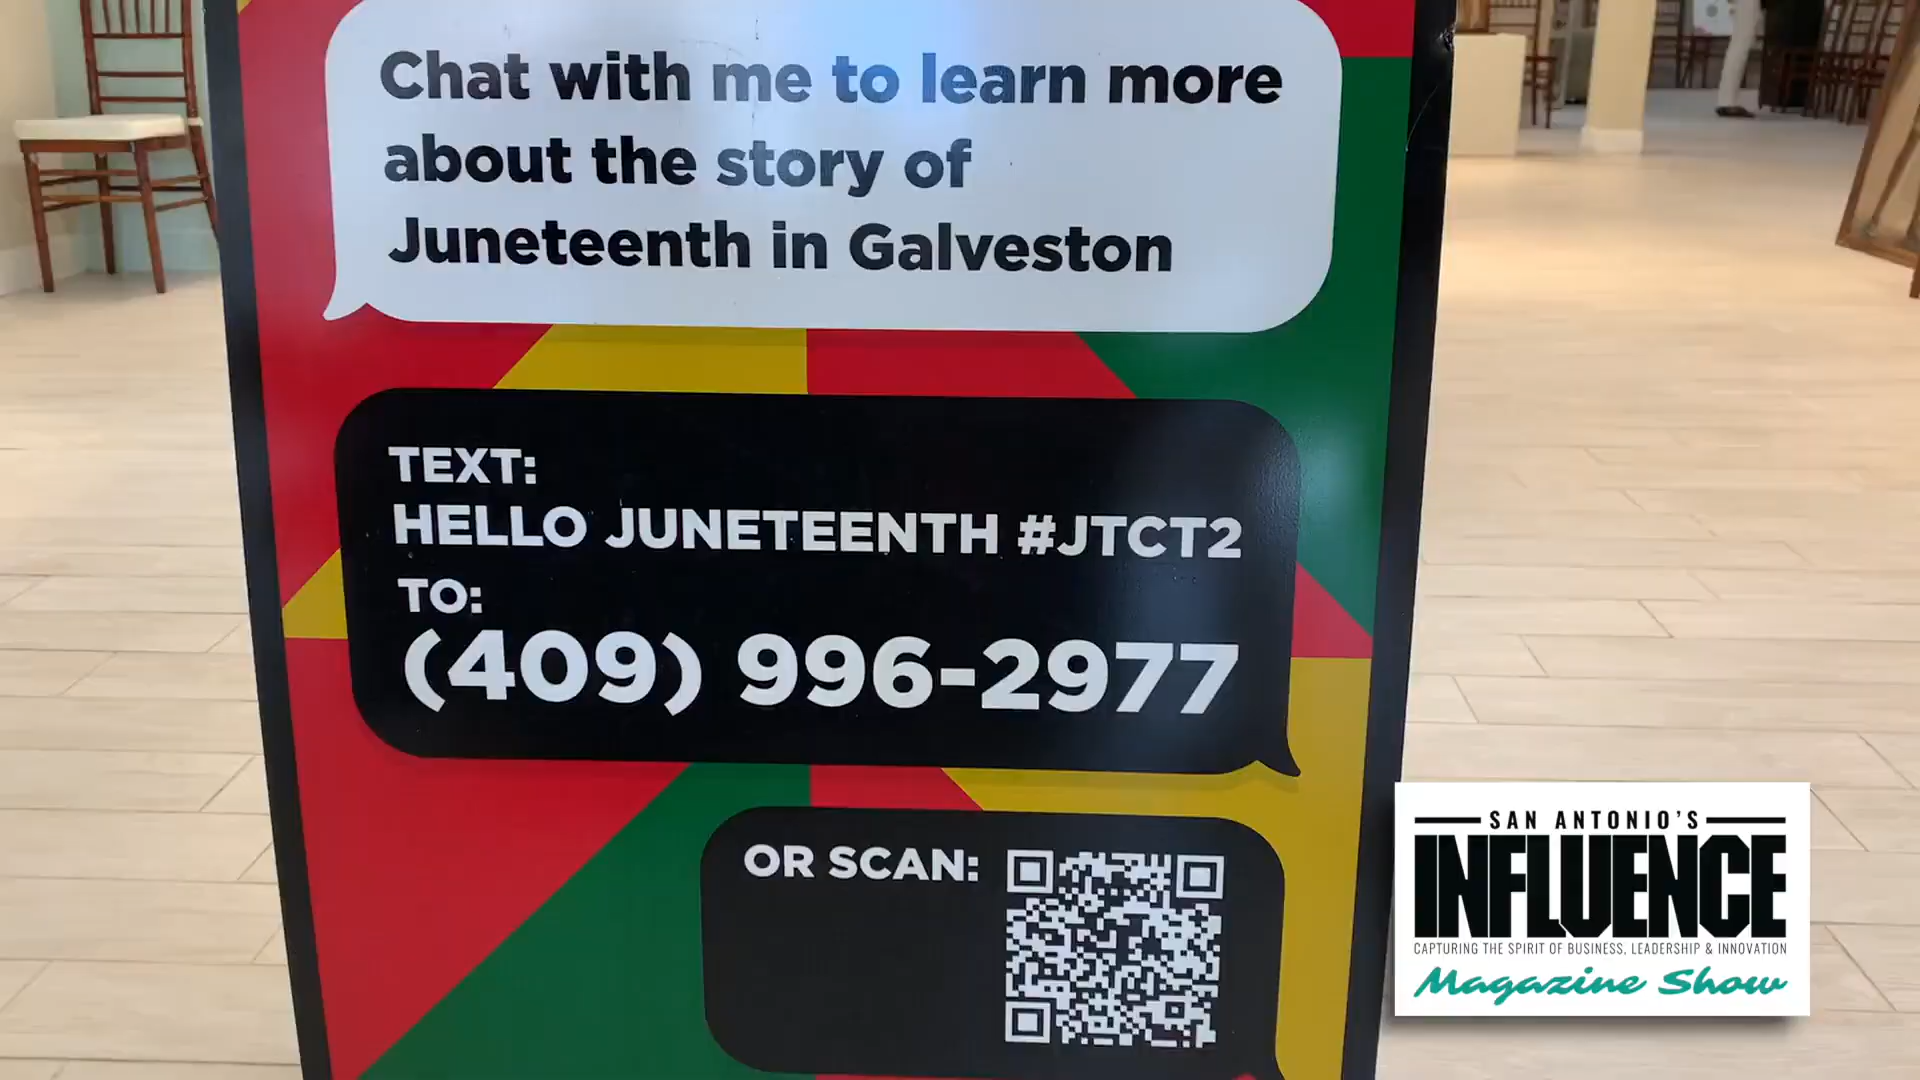 Chat with me to learn more
about the story of
Juneteenth in Galveston
TEXT:
HELLO JUNETEENTH #JTCT2
TO:
(409) 996-2977
OR SCAN:
SAN ANTONIO'S
INFLUENCE
CAPTURING THE SPIRIT OF BUSINESS, LEADERSHIP & INNOVATION
Magazine Show